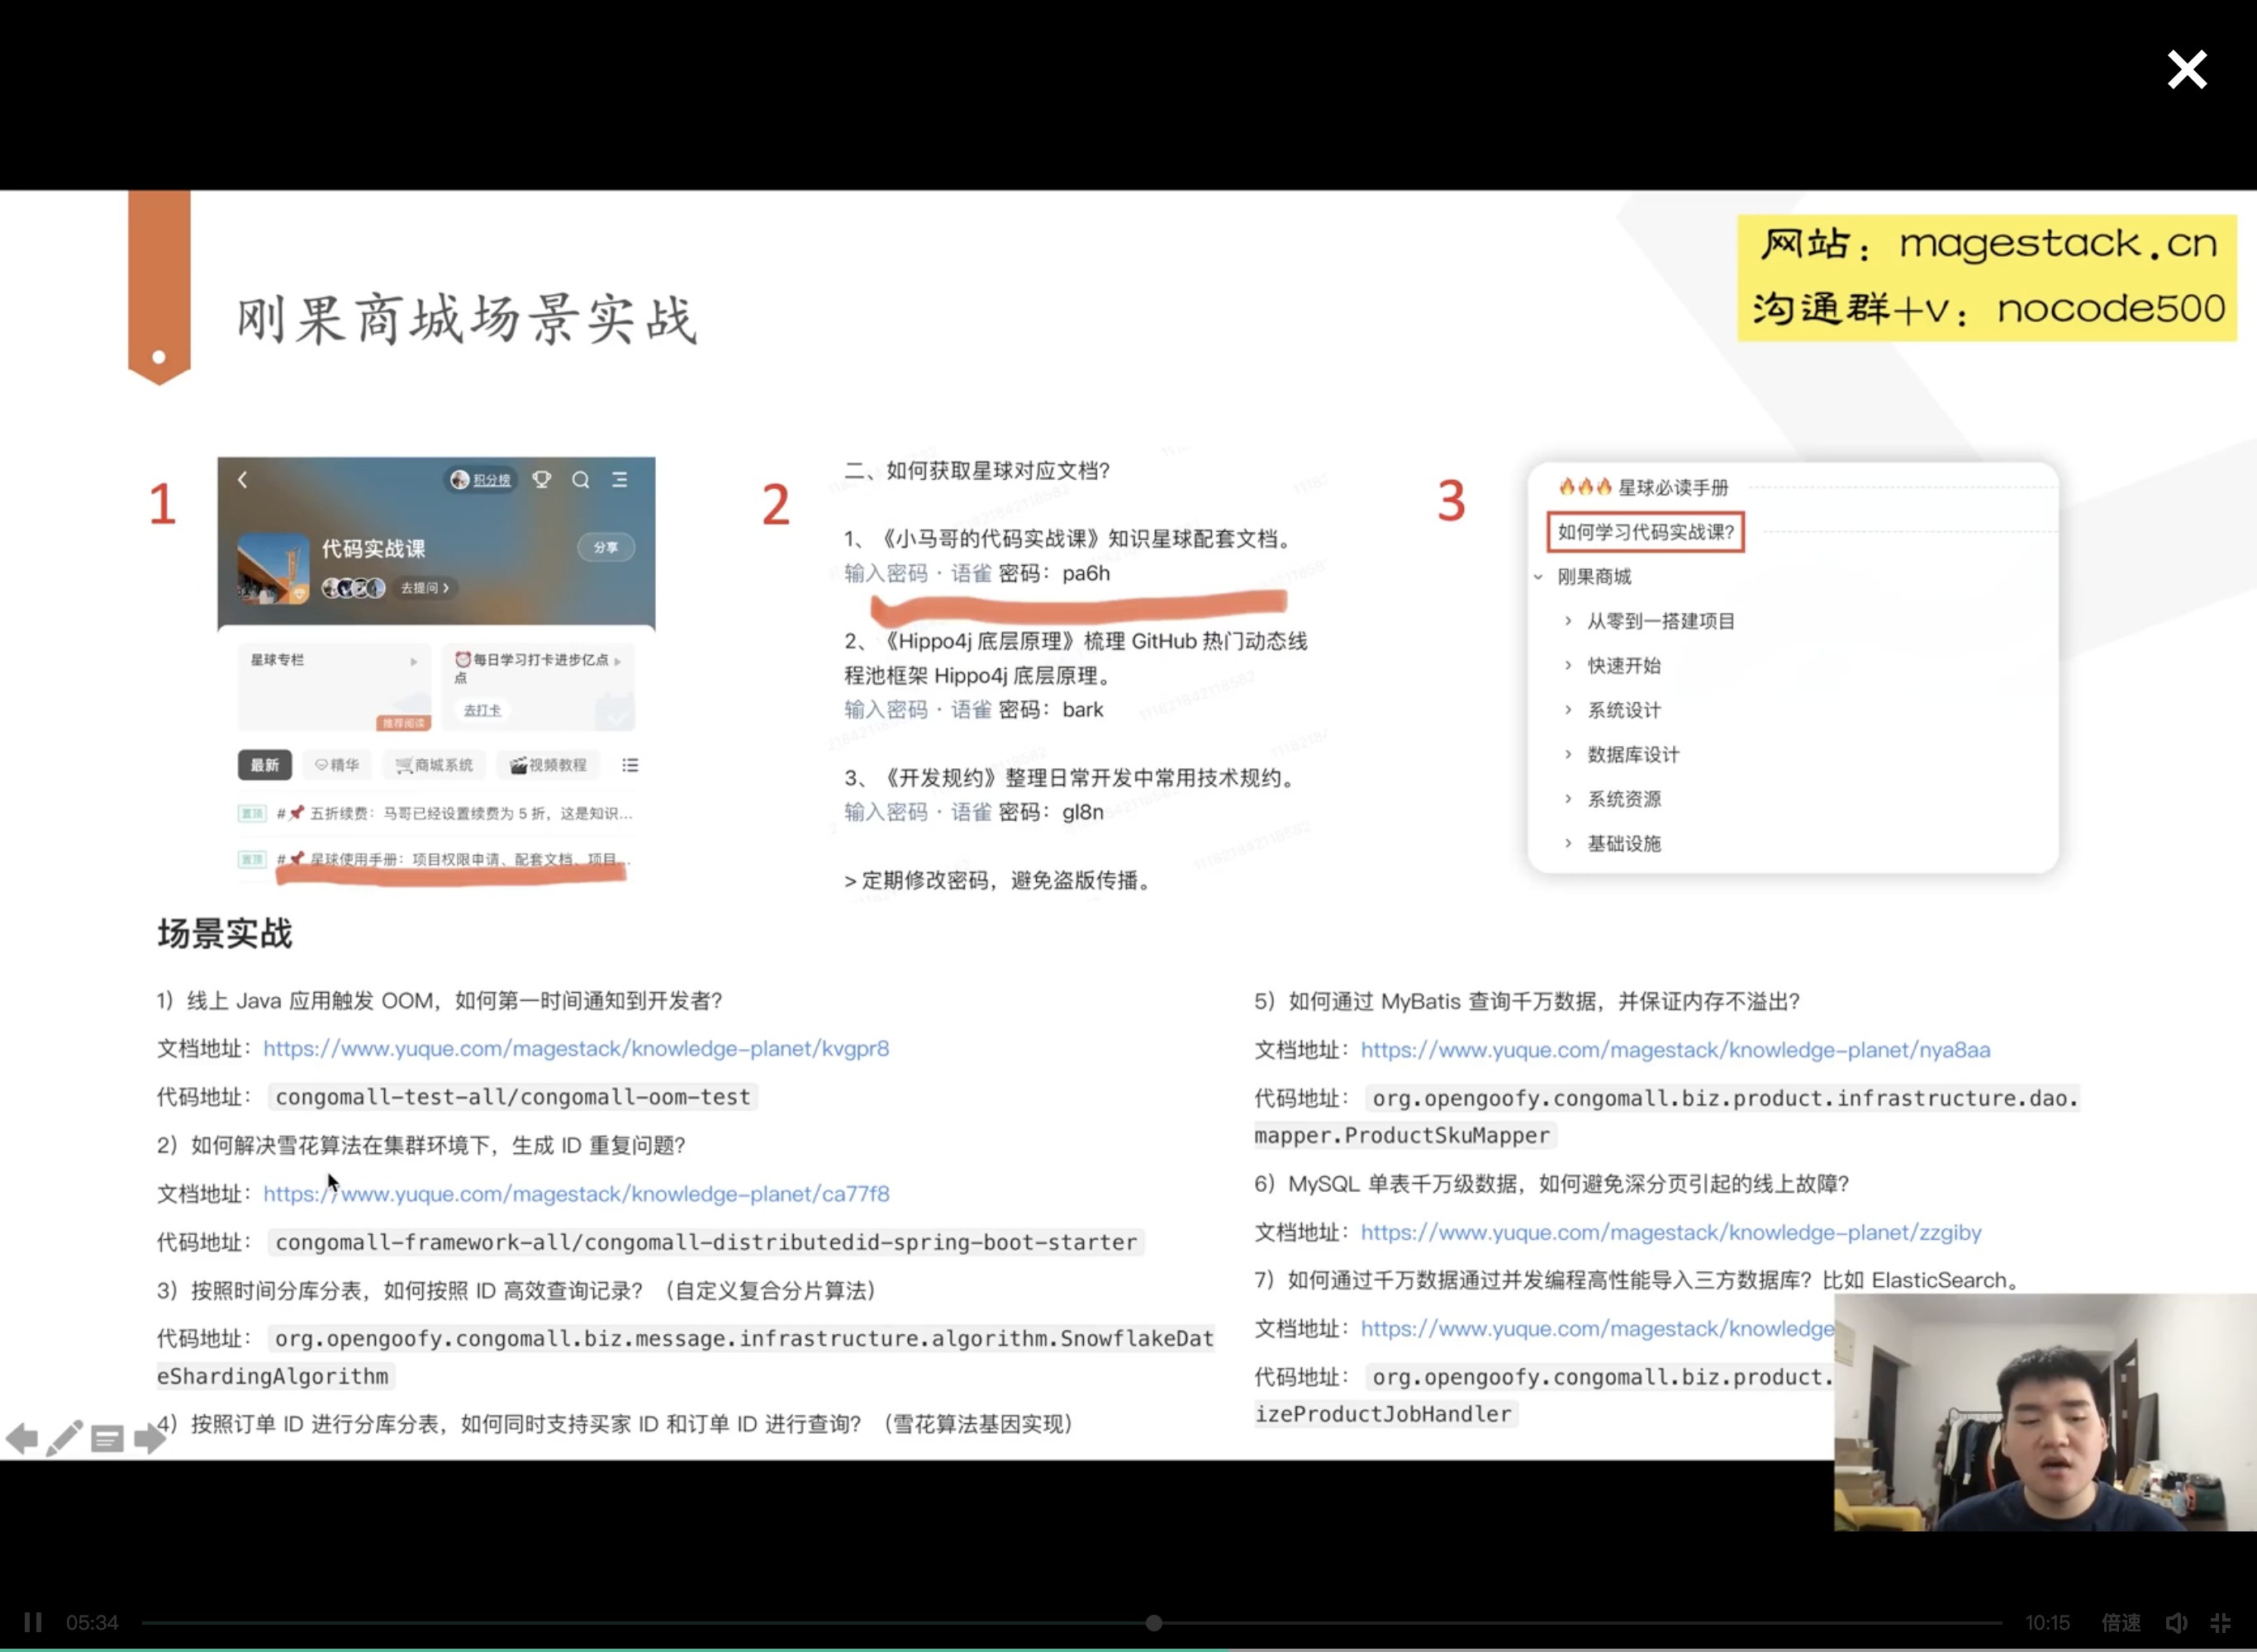 网站：magestack.cn
沟通群+v：nocode500
刚果商城场景实战
1
积分榜
代码实战课
分享
去提问 >
星球专栏
推荐阅读
每日学习打卡进步亿点
点
去打卡
最新
精华
商城系统
视频教程
置顶 # 五折续费：马哥已经设置续费为 5 折，这是知识...
置顶 # 星球使用手册：项目权限申请、配套文档、项目...
2
二、如何获取星球对应文档？
1、《小马哥的代码实战课》知识星球配套文档。
输入密码 · 语雀 密码：pa6h
2、《Hippo4j 底层原理》梳理 GitHub 热门动态线
程池框架 Hippo4j 底层原理。
输入密码 · 语雀 密码：bark
3、《开发规约》整理日常开发中常用技术规约。
输入密码 · 语雀 密码：gl8n
> 定期修改密码，避免盗版传播。
3
🔥🔥🔥 星球必读手册
如何学习代码实战课?
刚果商城
从零到一搭建项目
快速开始
系统设计
数据库设计
系统资源
基础设施
场景实战
1）线上 Java 应用触发 OOM，如何第一时间通知到开发者？
文档地址：https://www.yuque.com/magestack/knowledge-planet/kvgpr8
代码地址： congomall-test-all/congomall-oom-test
2）如何解决雪花算法在集群环境下，生成 ID 重复问题？
文档地址：https://www.yuque.com/magestack/knowledge-planet/ca77f8
代码地址： congomall-framework-all/congomall-distributedid-spring-boot-starter
3）按照时间分库分表，如何按照 ID 高效查询记录？（自定义复合分片算法）
代码地址： org.opengoofy.congomall.biz.message.infrastructure.algorithm.SnowflakeDat
eShardingAlgorithm
4）按照订单 ID 进行分库分表，如何同时支持买家 ID 和订单 ID 进行查询？（雪花算法基因实现）
5）如何通过 MyBatis 查询千万数据，并保证内存不溢出？
文档地址：https://www.yuque.com/magestack/knowledge-planet/nya8aa
代码地址： org.opengoofy.congomall.biz.product.infrastructure.dao.
mapper.ProductSkuMapper
6）MySQL 单表千万级数据，如何避免深分页引起的线上故障？
文档地址：https://www.yuque.com/magestack/knowledge-planet/zzgiby
7）如何通过千万数据通过并发编程高性能导入三方数据库？比如 ElasticSearch。
文档地址：https://www.yuque.com/magestack/knowledge
代码地址： org.opengoofy.congomall.biz.product.
izeProductJobHandler
05:34
10:15
倍速